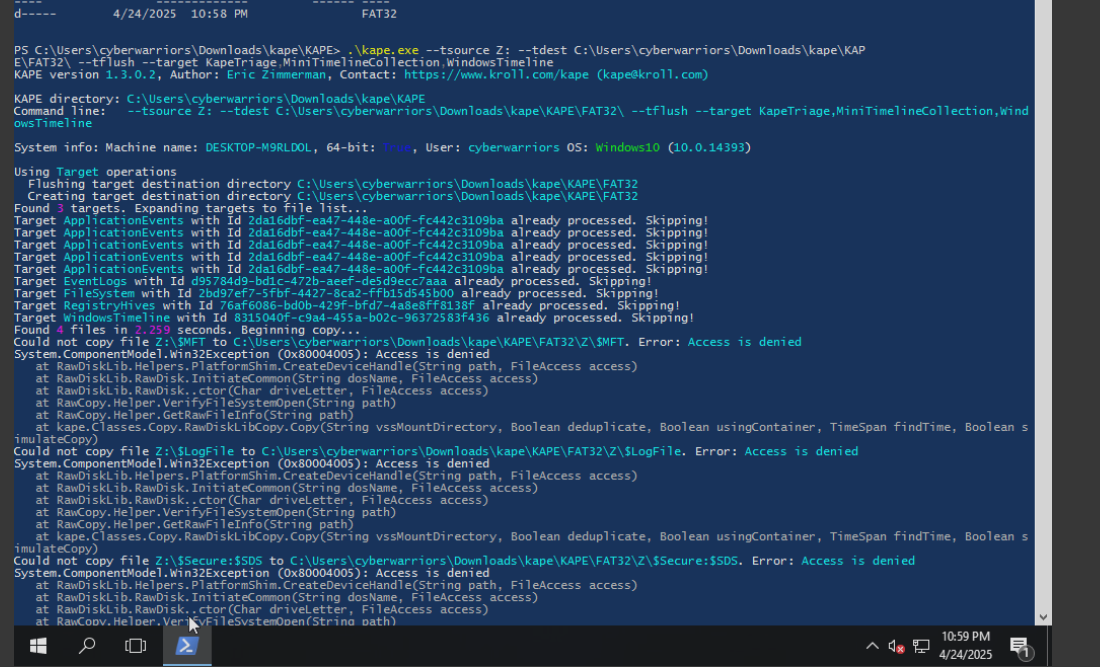 d-----        4/24/2025  10:58 PM                FAT32
PS C:\Users\cyberwarriors\Downloads\kape\KAPE> .\kape.exe --tsource Z: --tdest C:\Users\cyberwarriors\Downloads\kape\KAP
E\FAT32\ --tflush --target KapeTriage,MiniTimelineCollection,WindowsTimeline
KAPE version 1.3.0.2, Author: Eric Zimmerman, Contact: https://www.kroll.com/kape (kape@kroll.com)
KAPE directory: C:\Users\cyberwarriors\Downloads\kape\KAPE
Command line:   --tsource Z: --tdest C:\Users\cyberwarriors\Downloads\kape\KAPE\FAT32\ --tflush --target KapeTriage,MiniTimelineCollection,Wind
owsTimeline
System info: Machine name: DESKTOP-M9RLDOL, 64-bit: True, User: cyberwarriors OS: Windows10 (10.0.14393)
Using Target operations
  Flushing target destination directory C:\Users\cyberwarriors\Downloads\kape\KAPE\FAT32
  Creating target destination directory C:\Users\cyberwarriors\Downloads\kape\KAPE\FAT32
Found 3 targets. Expanding targets to file list...
Target ApplicationEvents with Id 2da16dbf-ea47-448e-a00f-fc442c3109ba already processed. Skipping!
Target ApplicationEvents with Id 2da16dbf-ea47-448e-a00f-fc442c3109ba already processed. Skipping!
Target ApplicationEvents with Id 2da16dbf-ea47-448e-a00f-fc442c3109ba already processed. Skipping!
Target ApplicationEvents with Id 2da16dbf-ea47-448e-a00f-fc442c3109ba already processed. Skipping!
Target ApplicationEvents with Id 2da16dbf-ea47-448e-a00f-fc442c3109ba already processed. Skipping!
Target EventLogs with Id d95784d9-bd1c-472b-aeef-de5d9ecc7aaa already processed. Skipping!
Target FileSystem with Id 2bd97ef7-5fbf-4427-8ca2-ffb15d545b00 already processed. Skipping!
Target RegistryHives with Id 76af6086-bd0b-429f-bfd7-4a8e8ff8138f already processed. Skipping!
Target WindowsTimeline with Id 8315040f-c9a4-455a-b02c-96372583f436 already processed. Skipping!
Found 4 files in 2.259 seconds. Beginning copy...
Could not copy file Z:\$MFT to C:\Users\cyberwarriors\Downloads\kape\KAPE\FAT32\Z\$MFT. Error: Access is denied
System.ComponentModel.Win32Exception (0x80004005): Access is denied
   at RawDiskLib.Helpers.PlatformShim.CreateDeviceHandle(String path, FileAccess access)
   at RawDiskLib.RawDisk.InitiateCommon(String dosName, FileAccess access)
   at RawDiskLib.RawDisk..ctor(Char driveLetter, FileAccess access)
   at RawCopy.Helper.VerifyFileSystemOpen(String path)
   at RawCopy.Helper.GetRawFileInfo(String path)
   at kape.Classes.Copy.RawDiskLibCopy.Copy(String vssMountDirectory, Boolean deduplicate, Boolean usingContainer, TimeSpan findTime, Boolean s
imulateCopy)
Could not copy file Z:\$LogFile to C:\Users\cyberwarriors\Downloads\kape\KAPE\FAT32\Z\$LogFile. Error: Access is denied
System.ComponentModel.Win32Exception (0x80004005): Access is denied
   at RawDiskLib.Helpers.PlatformShim.CreateDeviceHandle(String path, FileAccess access)
   at RawDiskLib.RawDisk.InitiateCommon(String dosName, FileAccess access)
   at RawDiskLib.RawDisk..ctor(Char driveLetter, FileAccess access)
   at RawCopy.Helper.VerifyFileSystemOpen(String path)
   at RawCopy.Helper.GetRawFileInfo(String path)
   at kape.Classes.Copy.RawDiskLibCopy.Copy(String vssMountDirectory, Boolean deduplicate, Boolean usingContainer, TimeSpan findTime, Boolean s
imulateCopy)
Could not copy file Z:\$Secure:$SDS to C:\Users\cyberwarriors\Downloads\kape\KAPE\FAT32\Z\$Secure:$SDS. Error: Access is denied
System.ComponentModel.Win32Exception (0x80004005): Access is denied
   at RawDiskLib.Helpers.PlatformShim.CreateDeviceHandle(String path, FileAccess access)
   at RawDiskLib.RawDisk.InitiateCommon(String dosName, FileAccess access)
   at RawDiskLib.RawDisk..ctor(Char driveLetter, FileAccess access)
   at RawCopy.Helper.VerifyFileSystemOpen(String path)
10:59 PM
4/24/2025
1